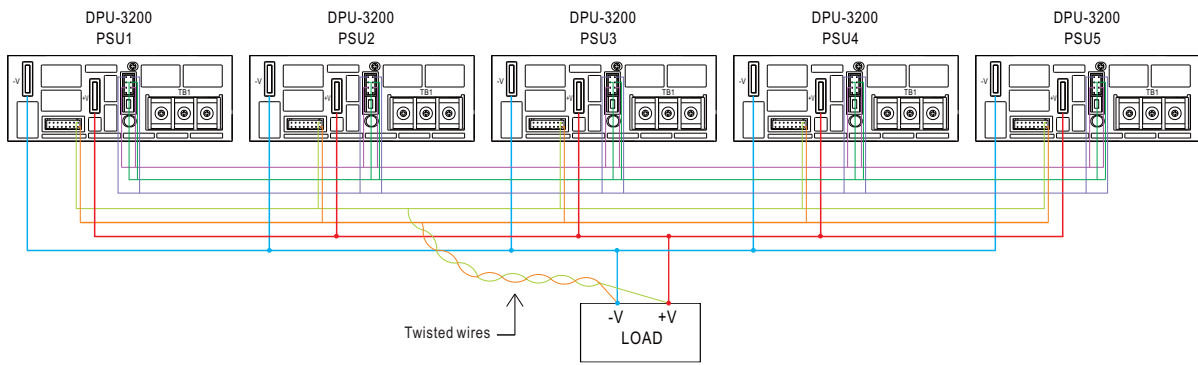 DPU-3200
PSU1
DPU-3200
PSU2
DPU-3200
PSU3
DPU-3200
PSU4
DPU-3200
PSU5
-V
+V
TB1
-V
+V
TB1
-V
+V
TB1
-V
+V
TB1
-V
+V
TB1
Twisted wires
-V +V
LOAD